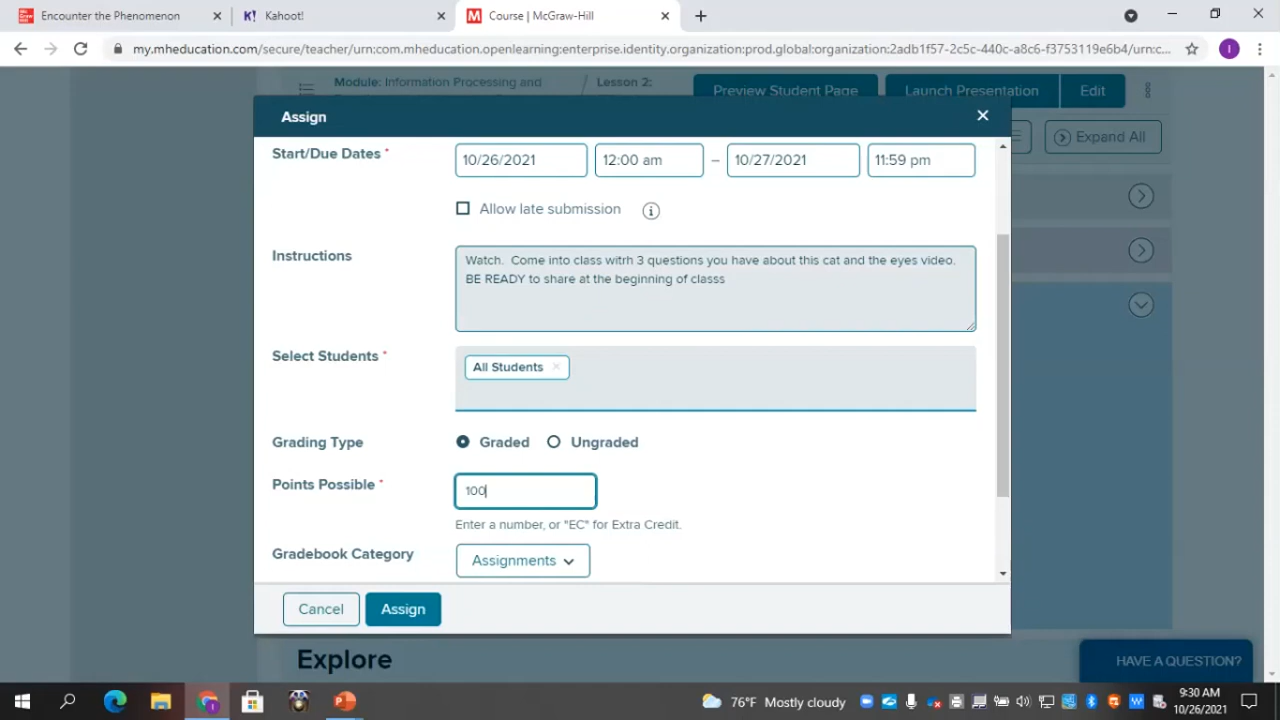 Encounter the Phenomenon
Kahoot!
Course | McGraw-Hill
my.mheducation.com/secure/teacher/urn:com.mheducation.openlearning:enterprise.identity.organization:prod.global:organization:2adb1f57-2c5c-440c-a8c6-f3753119e6b4/urn:c...
Module: Information Processing and
Lesson 2:
Preview Student Page
Launch Presentation
Edit
Expand All
Assign
Start/Due Dates *
10/26/2021
12:00 am
–
10/27/2021
11:59 pm
Allow late submission
Instructions
Watch. Come into class witrh 3 questions you have about this cat and the eyes video.
BE READY to share at the beginning of classs
Select Students *
All Students
Grading Type
Graded
Ungraded
Points Possible *
100
Enter a number, or "EC" for Extra Credit.
Gradebook Category
Assignments
Cancel
Assign
Explore
HAVE A QUESTION?
76°F Mostly cloudy
9:30 AM
10/26/2021